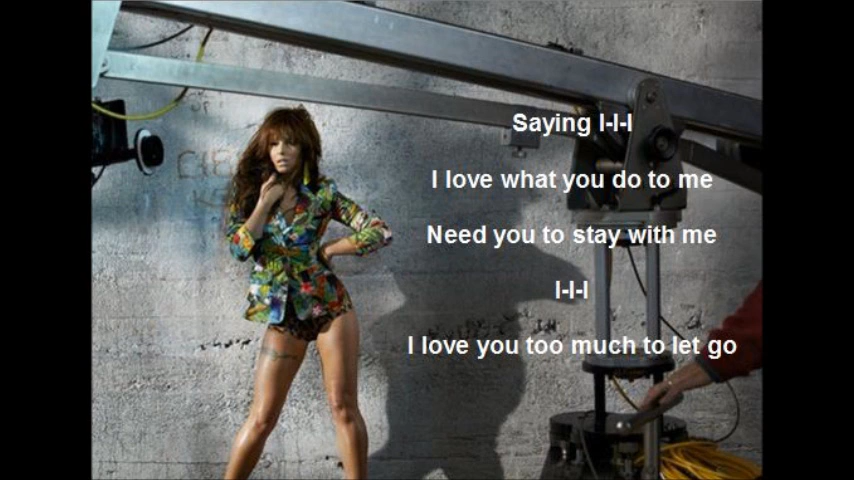 Saying I-I-I
I love what you do to me
Need you to stay with me
I-I-I
I love you too much to let go